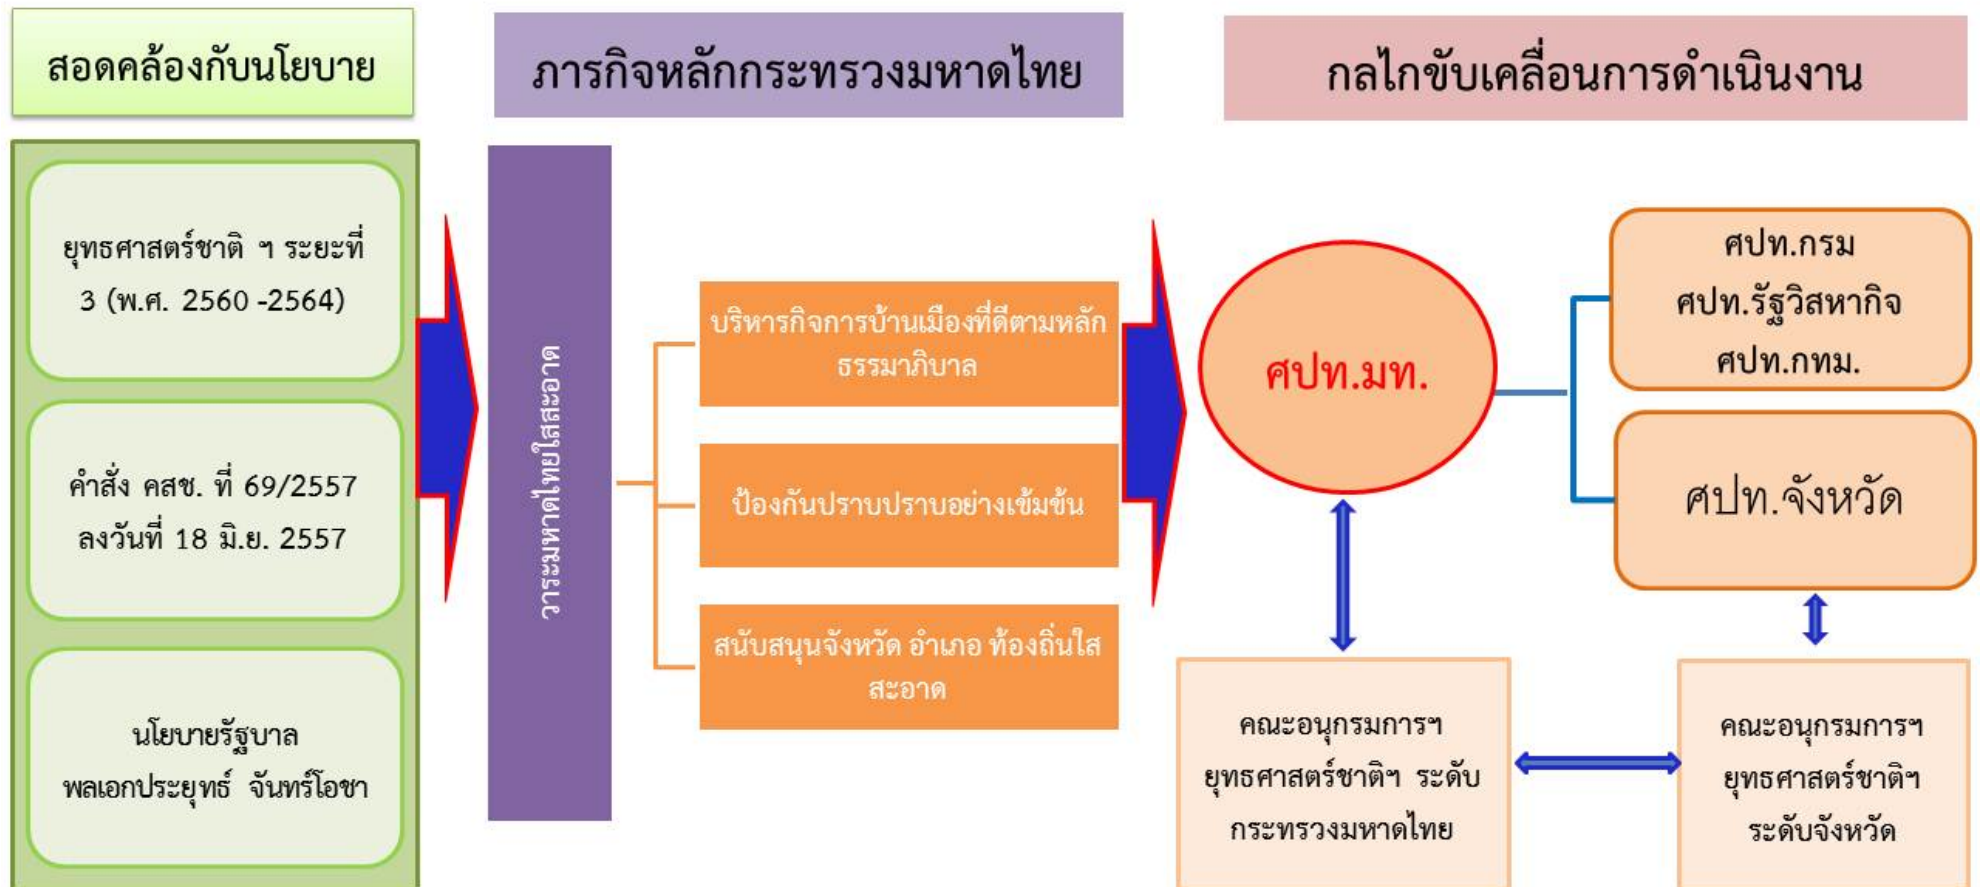 สอดคล้องกับนโยบาย
ภารกิจหลักกระทรวงมหาดไทย
กลไกขับเคลื่อนการดำเนินงาน
ยุทธศาสตร์ชาติ ฯ ระยะที่
3 (พ.ศ. 2560 -2564)
คำสั่ง คสช. ที่ 69/2557
ลงวันที่ 18 มิ.ย. 2557
นโยบายรัฐบาล
พลเอกประยุทธ์ จันทร์โอชา
วาระมหาดไทยใสสะอาด
บริหารกิจการบ้านเมืองที่ดีตามหลัก
ธรรมาภิบาล
ป้องกันปราบปราบอย่างเข้มข้น
สนับสนุนจังหวัด อำเภอ ท้องถิ่นใส
สะอาด
ศปท.มท.
ศปท.กรม
ศปท.รัฐวิสหากิจ
ศปท.กทม.
ศปท.จังหวัด
คณะอนุกรมการฯ
ยุทธศาสตร์ชาติฯ ระดับ
กระทรวงมหาดไทย
คณะอนุกรมการฯ
ยุทธศาสตร์ชาติฯ
ระดับจังหวัด